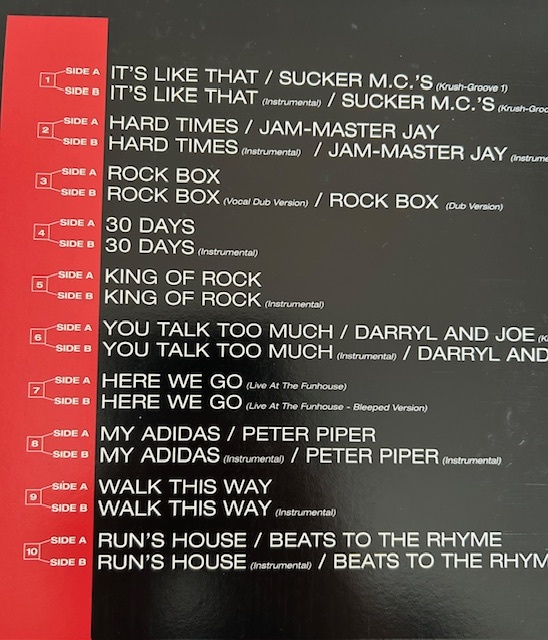 1 SIDE A IT'S LIKE THAT / SUCKER M.C.'S (Krush-Groove 1)
SIDE B IT'S LIKE THAT (Instrumental) / SUCKER M.C.'S
2 SIDE A HARD TIMES / JAM-MASTER JAY
SIDE B HARD TIMES (Instrumental) / JAM-MASTER JAY
3 SIDE A ROCK BOX
SIDE B ROCK BOX (Vocal Dub Version) / ROCK BOX (Dub Version)
4 SIDE A 30 DAYS
SIDE B 30 DAYS (Instrumental)
5 SIDE A KING OF ROCK
SIDE B KING OF ROCK (Instrumental)
6 SIDE A YOU TALK TOO MUCH / DARRYL AND JOE
SIDE B YOU TALK TOO MUCH (Instrumental) / DARRYL AND
7 SIDE A HERE WE GO (Live At The Funhouse)
SIDE B HERE WE GO (Live At The Funhouse - Bleeped Version)
8 SIDE A MY ADIDAS / PETER PIPER
SIDE B MY ADIDAS (Instrumental) / PETER PIPER (Instrumental)
9 SIDE A WALK THIS WAY
SIDE B WALK THIS WAY (Instrumental)
10 SIDE A RUN'S HOUSE / BEATS TO THE RHYME
SIDE B RUN'S HOUSE (Instrumental) / BEATS TO THE